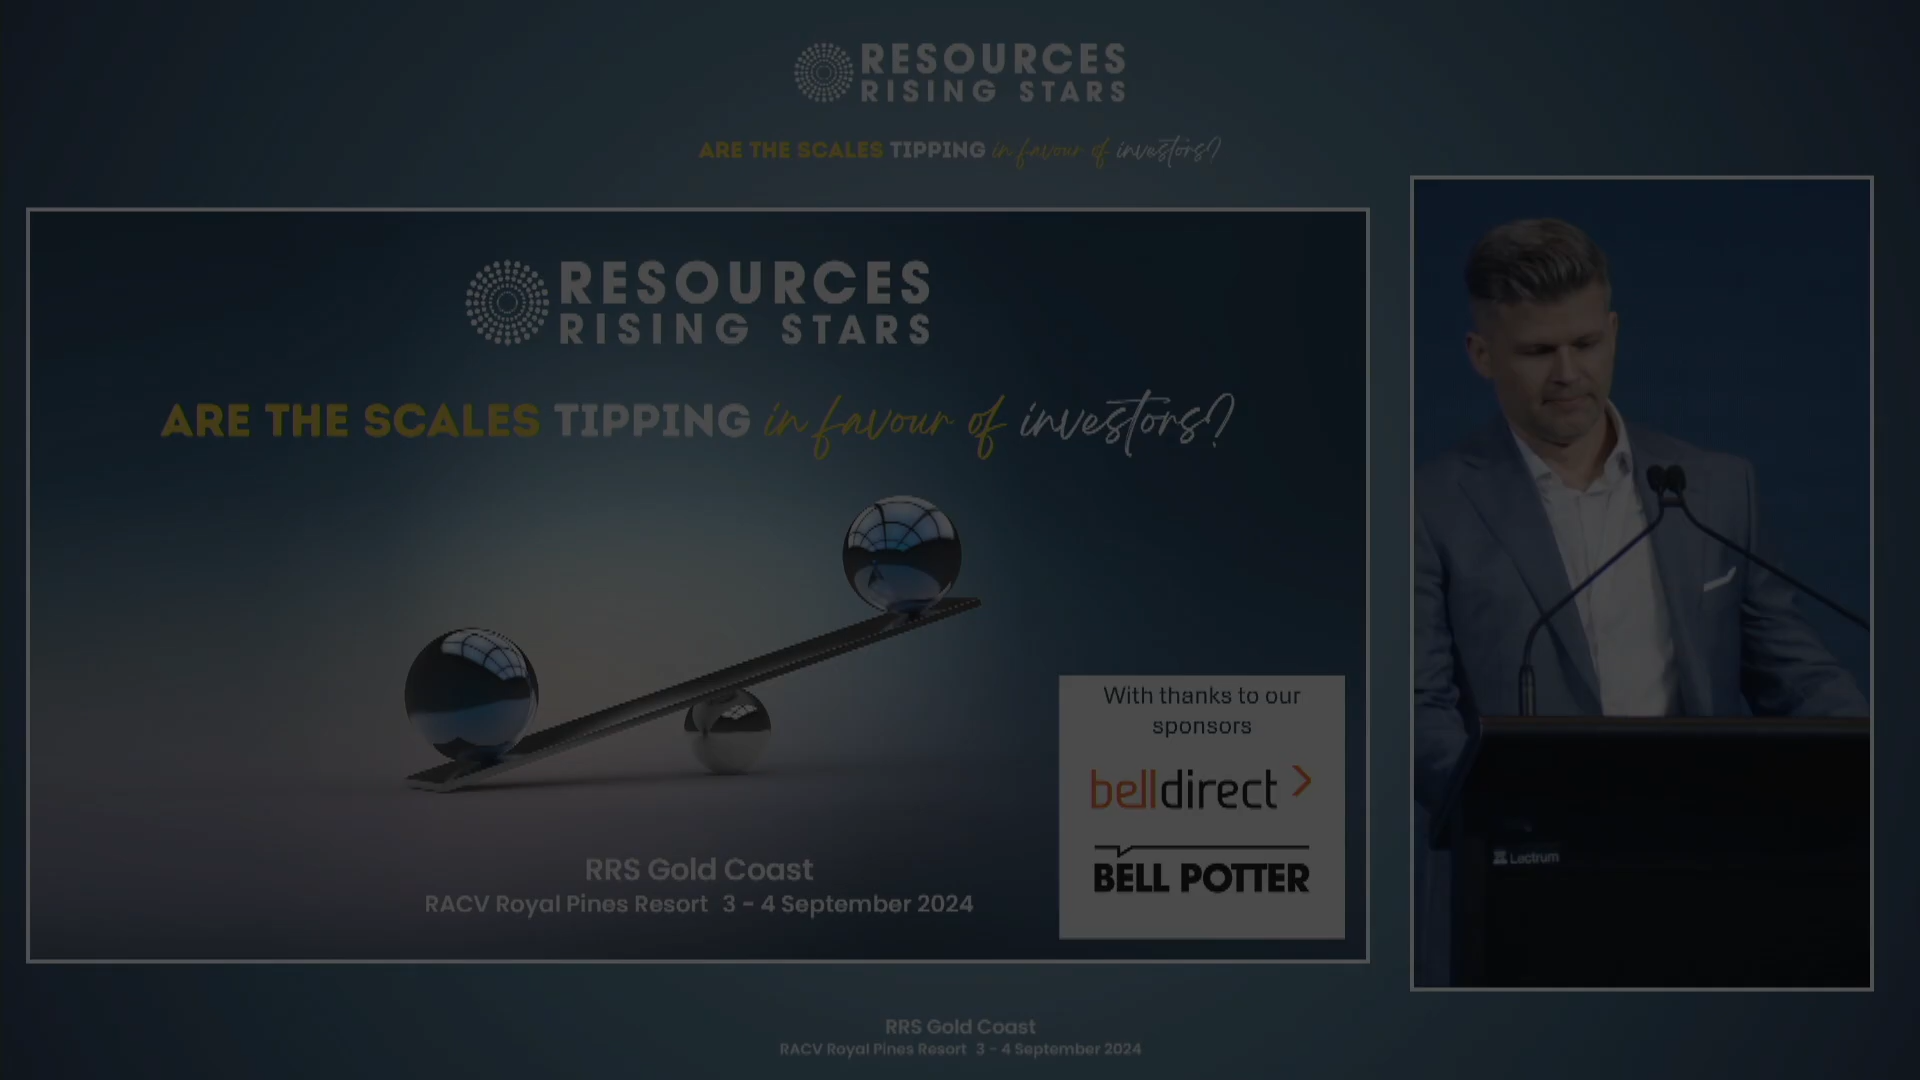 RESOURCES
RISING STARS
ARE THE SCALES TIPPING in favour of investors?
RESOURCES
RISING STARS
ARE THE SCALES TIPPING in favour of investors?
With thanks to our
sponsors
belldirect
BELL POTTER
RRS Gold Coast
RACV Royal Pines Resort 3 - 4 September 2024
Lectrum
RRS Gold Coast
RACV Royal Pines Resort 3 - 4 September 2024